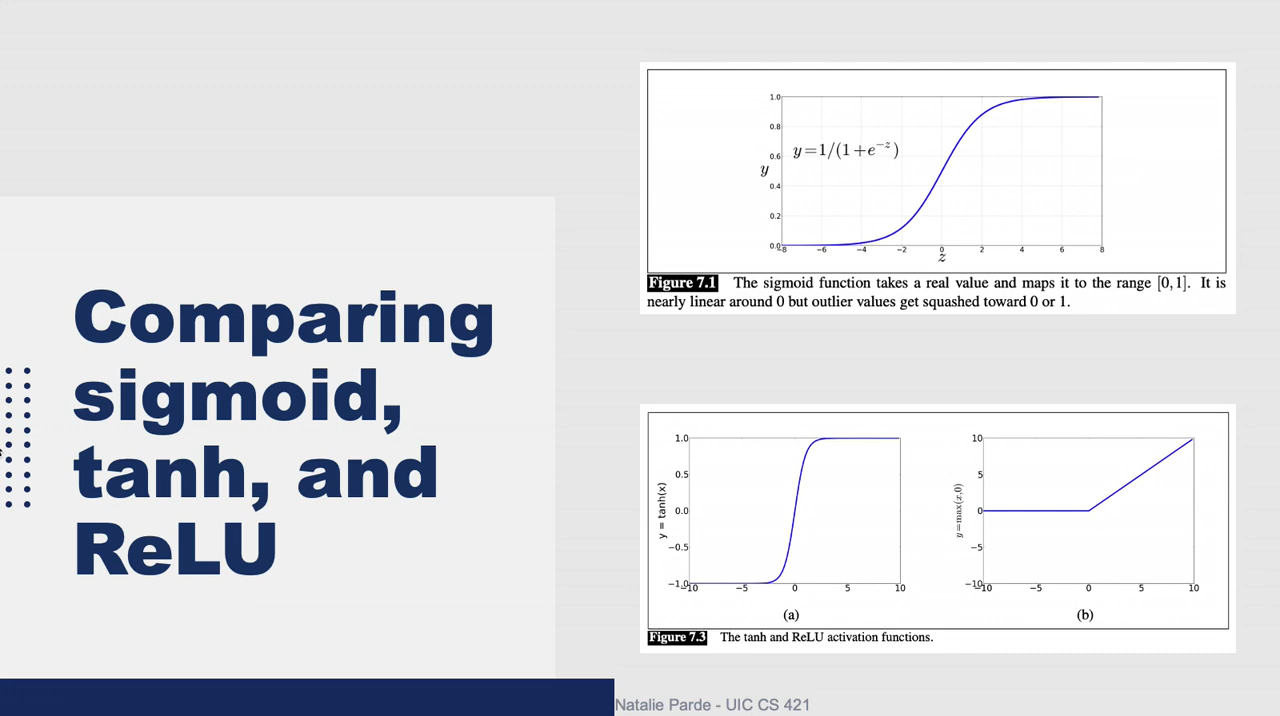 Comparing
sigmoid,
tanh, and
ReLU
1.0
0.8
0.6
0.4
0.2
0.0
y
y=1/(1+e^{-z})
−8 −6 −4 −2 0 2 4 6 8
z
Figure 7.1 The sigmoid function takes a real value and maps it to the range [0,1]. It is
nearly linear around 0 but outlier values get squashed toward 0 or 1.
1.0
0.5
0.0
−0.5
−1.0
y = tanh(x)
−10 −5 0 5 10
(a)
10
5
0
−5
−10
y=max(x,0)
−10 −5 0 5 10
(b)
Figure 7.3 The tanh and ReLU activation functions.
Natalie Parde - UIC CS 421